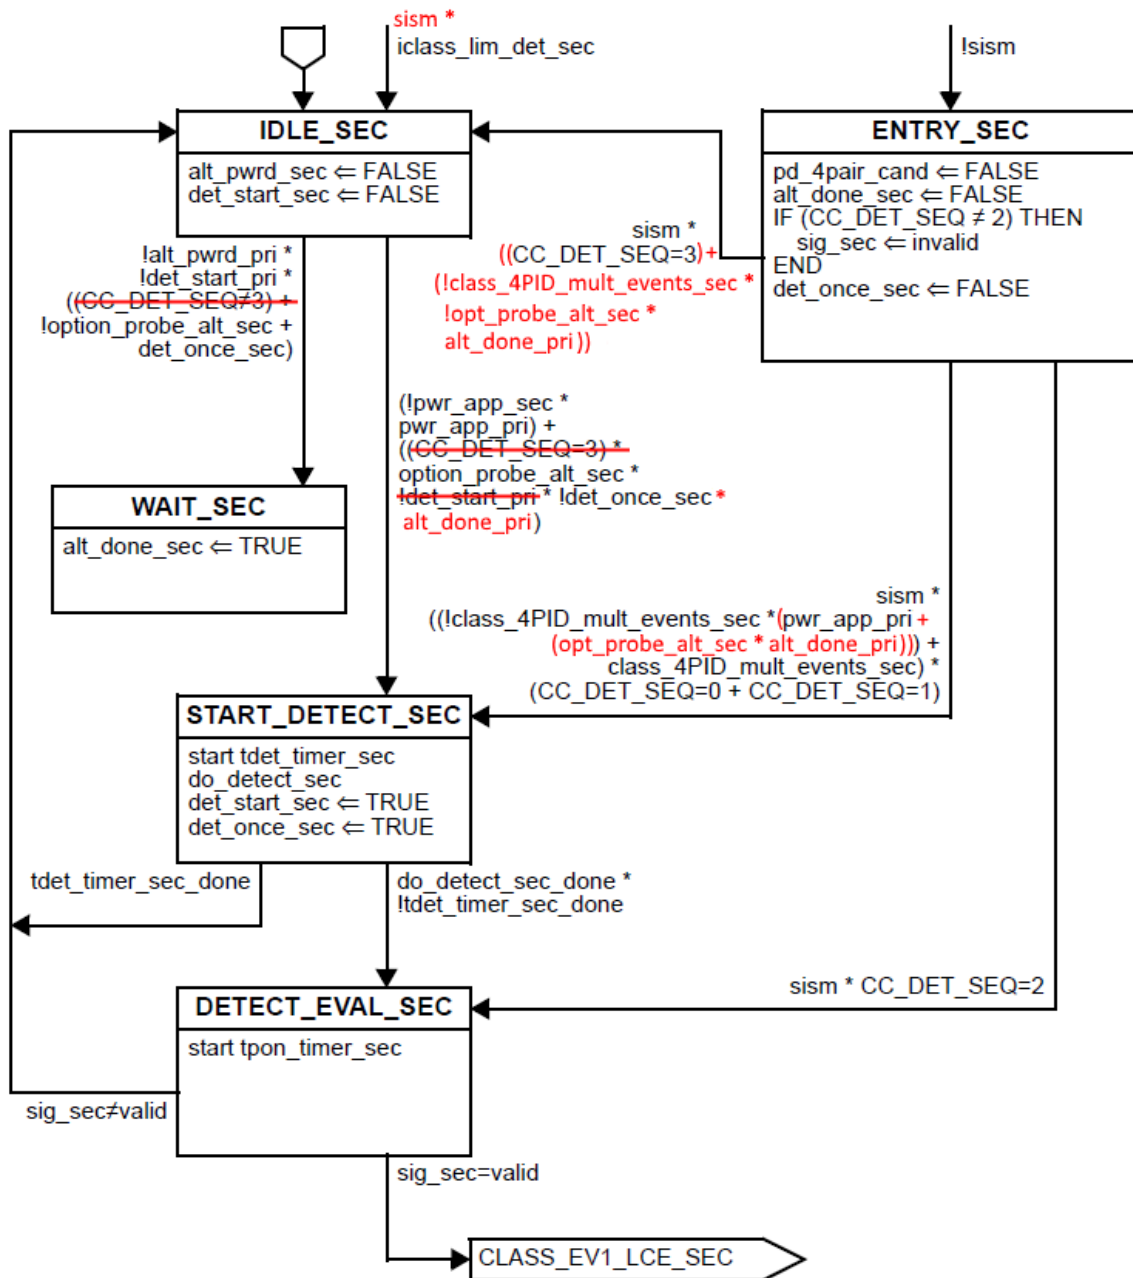 sism *
iclass_lim_det_sec
!sism
IDLE_SEC
alt_pwrd_sec ⇐ FALSE
det_start_sec ⇐ FALSE
ENTRY_SEC
pd_4pair_cand ⇐ FALSE
alt_done_sec ⇐ FALSE
IF (CC_DET_SEQ ≠ 2) THEN
sig_sec ⇐ invalid
END
det_once_sec ⇐ FALSE
sism *
((CC_DET_SEQ=3)+
(!class_4PID_mult_events_sec *
!opt_probe_alt_sec *
alt_done_pri))
!alt_pwrd_pri *
!det_start_pri *
((CC_DET_SEQ≠3) +
!option_probe_alt_sec +
det_once_sec)
(!pwr_app_sec *
pwr_app_pri) +
((CC_DET_SEQ=3) *
option_probe_alt_sec *
!det_start_pri * !det_once_sec *
alt_done_pri)
WAIT_SEC
alt_done_sec ⇐ TRUE
sism *
((!class_4PID_mult_events_sec *(pwr_app_pri +
(opt_probe_alt_sec * alt_done_pri))) +
class_4PID_mult_events_sec) *
(CC_DET_SEQ=0 + CC_DET_SEQ=1)
START_DETECT_SEC
start tdet_timer_sec
do_detect_sec
det_start_sec ⇐ TRUE
det_once_sec ⇐ TRUE
tdet_timer_sec_done
do_detect_sec_done *
!tdet_timer_sec_done
sism * CC_DET_SEQ=2
DETECT_EVAL_SEC
start tpon_timer_sec
sig_sec≠valid
sig_sec=valid
CLASS_EV1_LCE_SEC